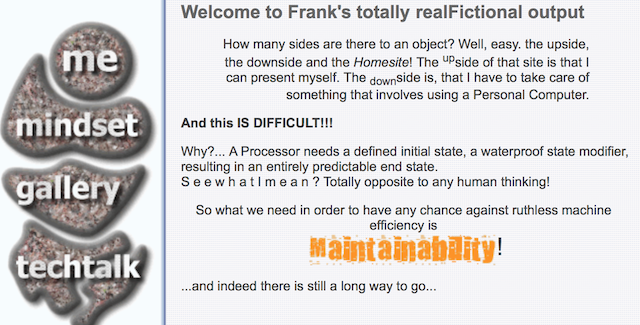 me
mindset
gallery
techtalk
Welcome to Frank's totally realFictional output
How many sides are there to an object? Well, easy. the upside,
the downside and the Homesite! The upside of that site is that I
can present myself. The downside is, that I have to take care of
something that involves using a Personal Computer.
And this IS DIFFICULT!!!
Why?... A Processor needs a defined initial state, a waterproof state modifier,
resulting in an entirely predictable end state.
S e e w h a t I m e a n ? Totally opposite to any human thinking!
So what we need in order to have any chance against ruthless machine
efficiency is
Maintainability!
...and indeed there is still a long way to go...